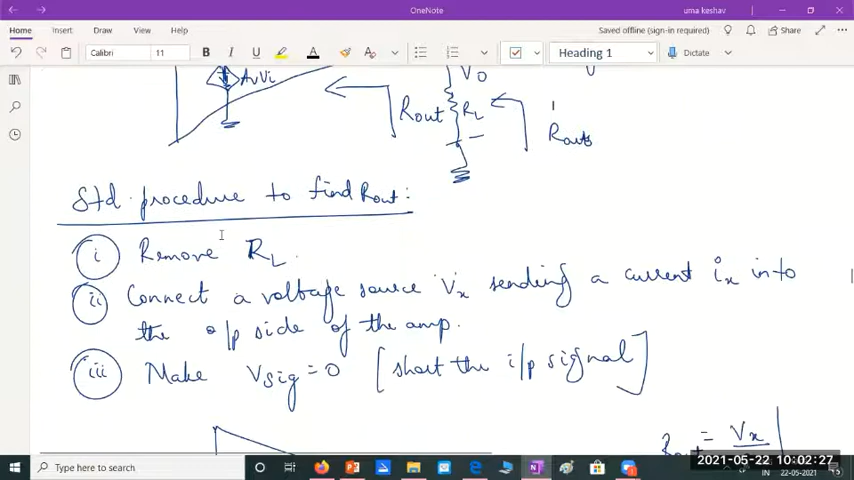 OneNote
uma keshav
Home Insert Draw View Help Saved offline (sign-in required) Share
Calibri 11 B I U A Heading 1 Dictate
AvVi
Vo
Rout RL
Rout
Std. procedure to find Rout:
i Remove RL.
ii Connect a voltage source Vx sending a current ix into
the o/p side of the amp.
iii Make Vsig = 0 [short the i/p signal]
Vx
=
Type here to search
2021-05-22 10:02:27
IN 22-05-2021